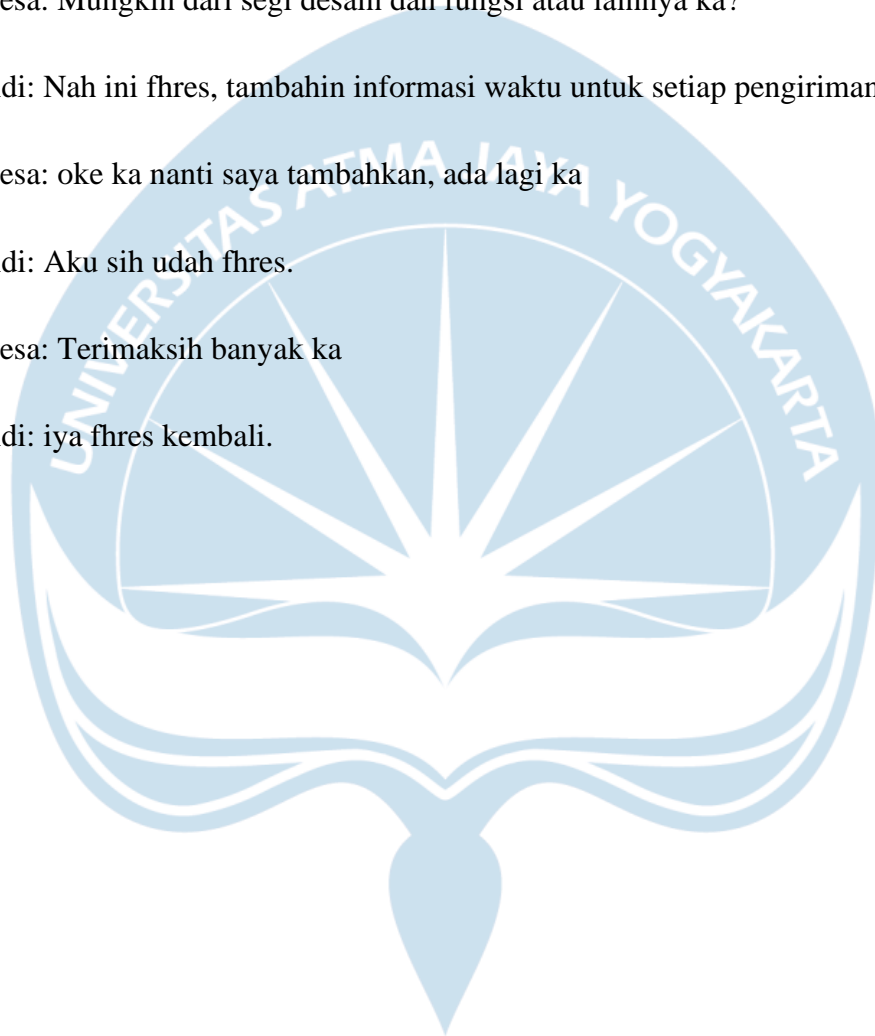 esa: Mungkin dari segi desain dan fungsi atau lainya ka?
di: Nah ini fhres, tambahin informasi waktu untuk setiap pengiriman
esa: oke ka nanti saya tambahkan, ada lagi ka
di: Aku sih udah fhres.
esa: Terimaksih banyak ka
di: iya fhres kembali.
UNIVERSITAS ATMA JAYA YOGYAKARTA